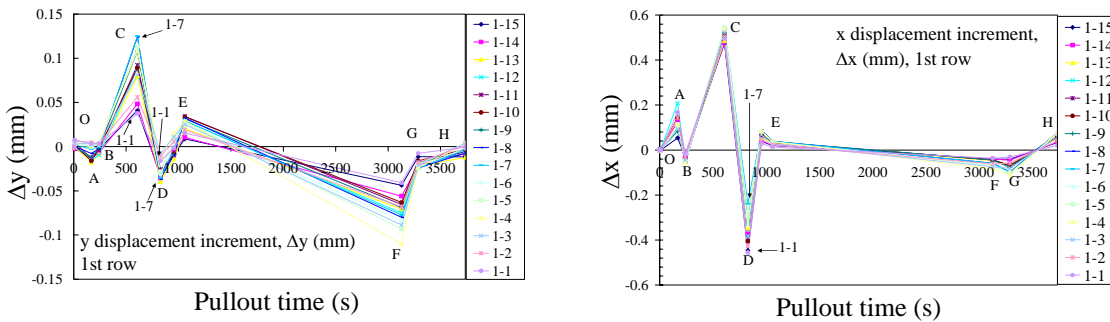 0.15
0.10
0.05
0
-0.05
-0.10
0.15
Δy (mm)
C
1-7
O
1-1
E
1-1
B
A
1-7
D
G
H
F
0
500
1000
1500
2000
2500
3000
3500
y displacement increment, Δy (mm)
1st row
Pullout time (s)
1-15
1-14
1-13
1-12
1-11
1-10
1-9
1-8
1-7
1-6
1-5
1-4
1-3
1-2
1-1
0.6
0.4
0.2
0
-0.2
-0.4
-0.6
Δx (mm)
x displacement increment,
Δx (mm), 1st row
C
A
1-7
E
H
O
B
F
G
D
1-1
0
500
1000
1500
2000
2500
3000
3500
Pullout time (s)
1-15
1-14
1-13
1-12
1-11
1-10
1-9
1-8
1-7
1-6
1-5
1-4
1-3
1-2
1-1